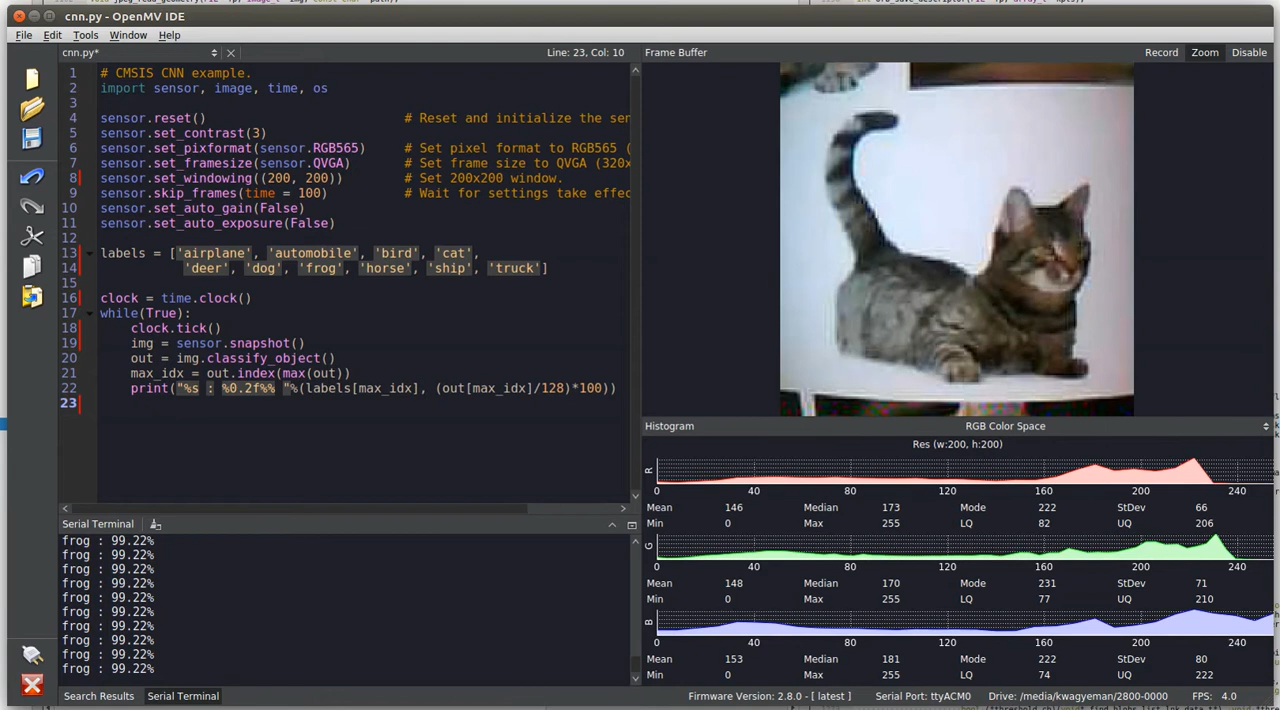 cnn.py - OpenMV IDE
File Edit Tools Window Help
cnn.py* Line: 23, Col: 10
1 # CMSIS CNN example.
2 import sensor, image, time, os
3
4 sensor.reset() # Reset and initialize the sen
5 sensor.set_contrast(3)
6 sensor.set_pixformat(sensor.RGB565) # Set pixel format to RGB565 (
7 sensor.set_framesize(sensor.QVGA) # Set frame size to QVGA (320x
8 sensor.set_windowing((200, 200)) # Set 200x200 window.
9 sensor.skip_frames(time = 100) # Wait for settings take effec
10 sensor.set_auto_gain(False)
11 sensor.set_auto_exposure(False)
12
13 labels = ['airplane', 'automobile', 'bird', 'cat',
14 'deer', 'dog', 'frog', 'horse', 'ship', 'truck']
15
16 clock = time.clock()
17 while(True):
18 clock.tick()
19 img = sensor.snapshot()
20 out = img.classify_object()
21 max_idx = out.index(max(out))
22 print("%s : %0.2f%% "%(labels[max_idx], (out[max_idx]/128)*100))
23
Serial Terminal
frog : 99.22%
frog : 99.22%
frog : 99.22%
frog : 99.22%
frog : 99.22%
frog : 99.22%
frog : 99.22%
frog : 99.22%
frog : 99.22%
frog : 99.22%
Search Results Serial Terminal
Frame Buffer Record Zoom Disable
Histogram RGB Color Space
Res (w:200, h:200)
R
0 40 80 120 160 200 240
Mean 146 Median 173 Mode 222 StDev 66
Min 0 Max 255 LQ 82 UQ 206
G
0 40 80 120 160 200 240
Mean 148 Median 170 Mode 231 StDev 71
Min 0 Max 255 LQ 77 UQ 210
B
0 40 80 120 160 200 240
Mean 153 Median 181 Mode 222 StDev 80
Min 0 Max 255 LQ 74 UQ 222
Firmware Version: 2.8.0 - [ latest ] Serial Port: ttyACM0 Drive: /media/kwagyeman/2800-0000 FPS: 4.0